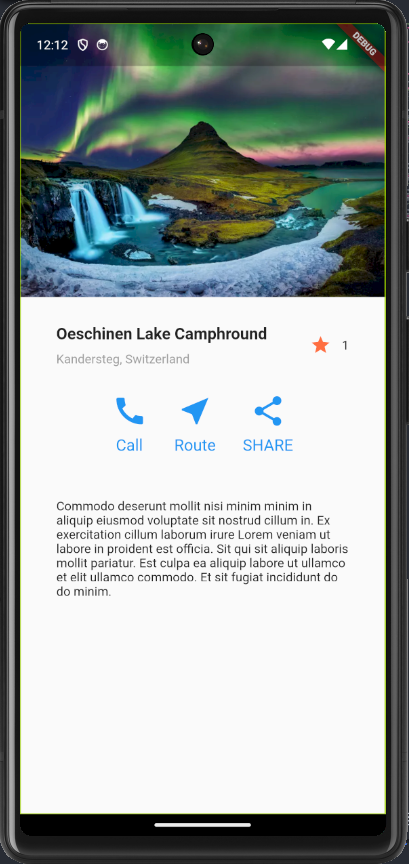 12:12
DEBUG
Oeschinen Lake Camphround
Kandersteg, Switzerland
1
Call
Route
SHARE
Commodo deserunt mollit nisi minim minim in
aliquip eiusmod voluptate sit nostrud cillum in. Ex
exercitation cillum laborum irure Lorem veniam ut
labore in proident est officia. Sit qui sit aliquip laboris
mollit pariatur. Est culpa ea aliquip labore ut ullamco
et elit ullamco commodo. Et sit fugiat incididunt do
do minim.